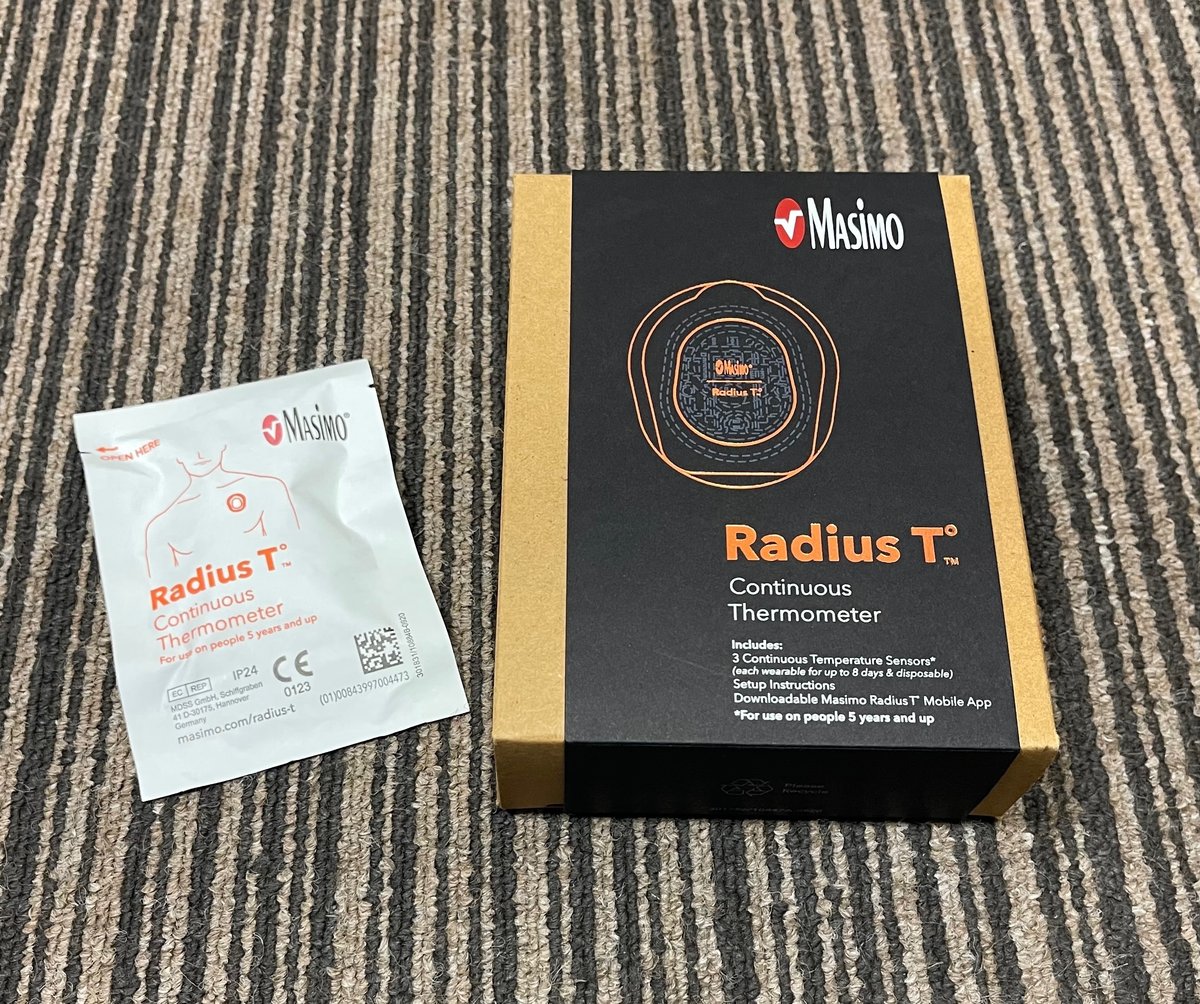 MASiMO®
OPEN HERE
Radius T°™
Continuous
Thermometer
For use on people 5 years and up
EC REP
IP24
CE
0123
MDSS GmbH, Schiffgraben
41 D-30175, Hannover
Germany
masimo.com/radius-t
(01)00843997004473
MASiMO
MASiMO®
Radius T°
Radius T°™
Continuous
Thermometer
Includes:
3 Continuous Temperature Sensors*
(each wearable for up to 8 days & disposable)
Setup Instructions
Downloadable Masimo Radius T° Mobile App
*For use on people 5 years and up
Please
Recycle